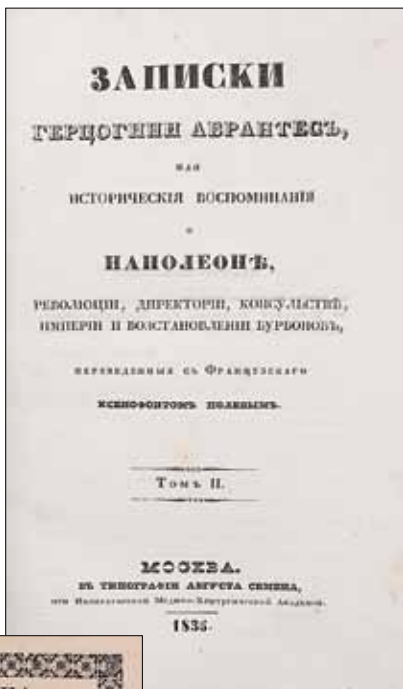 ЗАПИСКИ
ГЕРЦОГИНИ АБРАНТЕСЪ,
ИЛИ
ИСТОРИЧЕСКІЯ ВОСПОМИНАНІЯ
О
НАПОЛЕОНѢ,
РЕВОЛЮЦІИ, ДИРЕКТОРІИ, КОНСУЛЬСТВѢ,
ИМПЕРІИ И ВОЗСТАНОВЛЕНІИ БУРБОНОВЪ,
ПЕРЕВЕДЕННЫЯ СЪ ФРАНЦУЗСКАГО
КСЕНОФОНТОМЪ ПОЛЕВЫМЪ.
Томъ II.
МОСКВА.
ВЪ ТИПОГРАФІИ АВГУСТА СЕМЕНА,
при Императорской Медико-Хирургической Академіи.
1835.